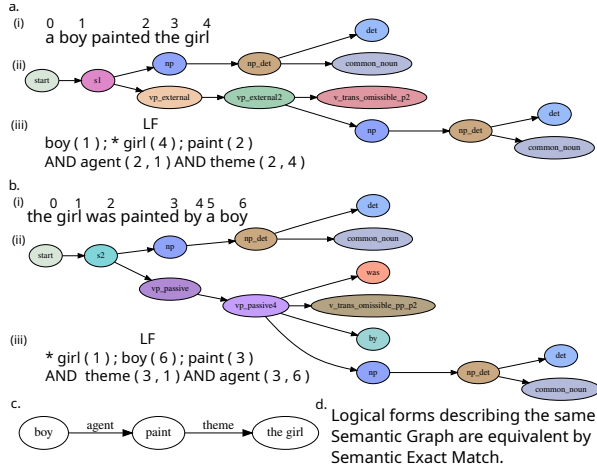 a.
(i) 0 1 2 3 4
a boy painted the girl
(ii)
start s1 np np_det det common_noun
vp_external vp_external2 v_trans_omissible_p2
np np_det det common_noun
(iii) LF
boy ( 1 ) ; * girl ( 4 ) ; paint ( 2 )
AND agent ( 2 , 1 ) AND theme ( 2 , 4 )
b.
(i) 0 1 2 3 4 5 6
the girl was painted by a boy
(ii)
start s2 np np_det det common_noun
vp_passive vp_passive4 was
v_trans_omissible_pp_p2
by
np np_det det common_noun
(iii) LF
* girl ( 1 ) ; boy ( 6 ) ; paint ( 3 )
AND theme ( 3 , 1 ) AND agent ( 3 , 6 )
c.
boy agent paint theme the girl
d. Logical forms describing the same
Semantic Graph are equivalent by
Semantic Exact Match.